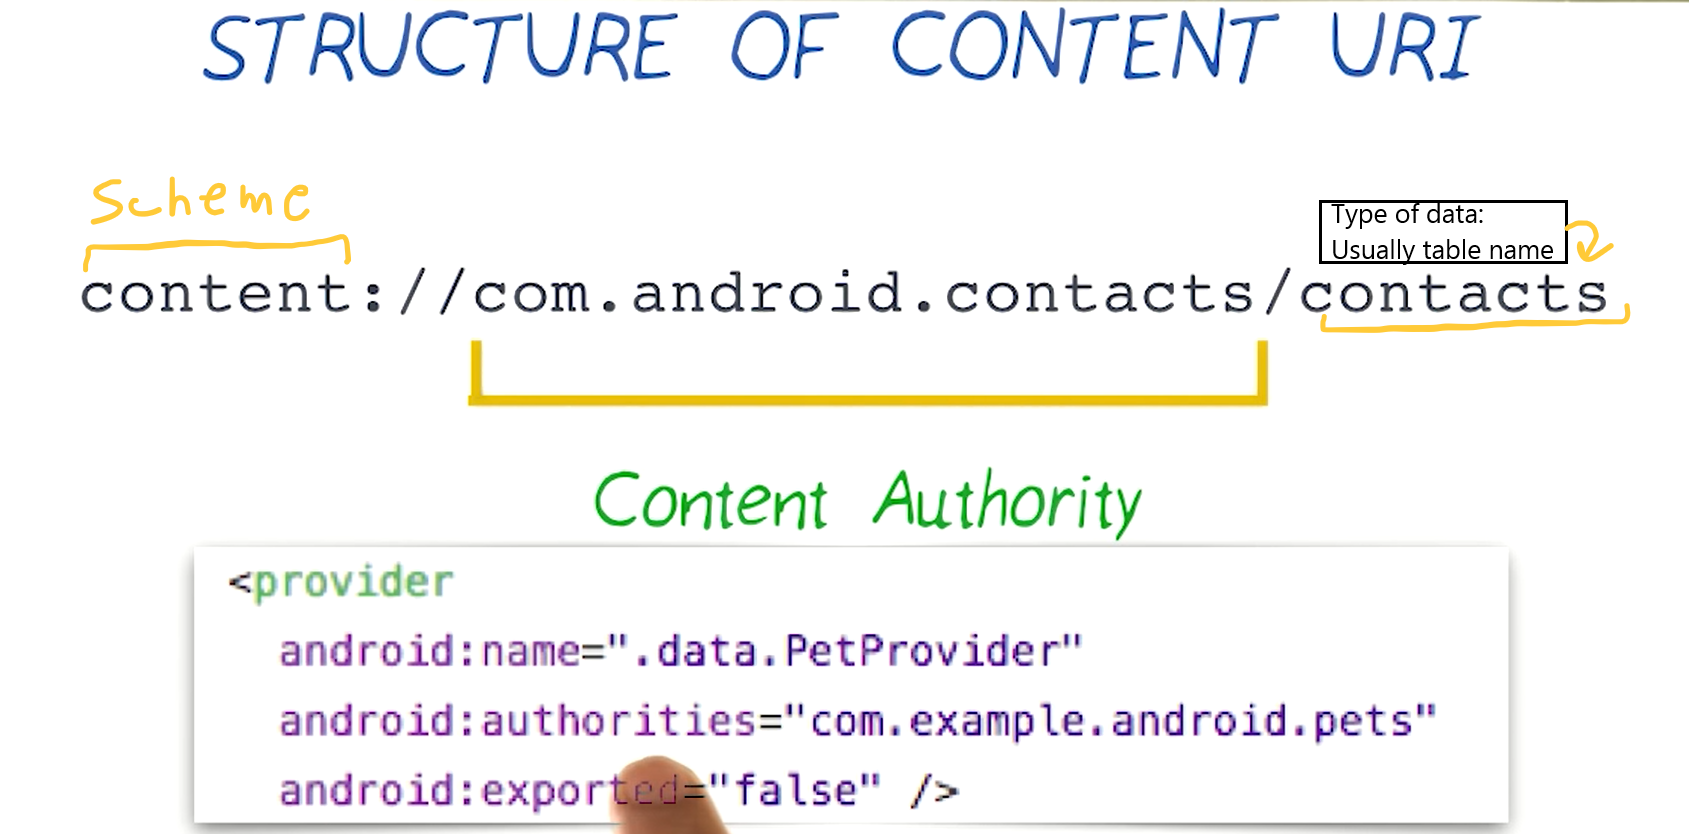 STRUCTURE OF CONTENT URI
Scheme
Type of data:
Usually table name
content://com.android.contacts/contacts
Content Authority
<provider
android:name=".data.PetProvider"
android:authorities="com.example.android.pets"
android:exported="false" />